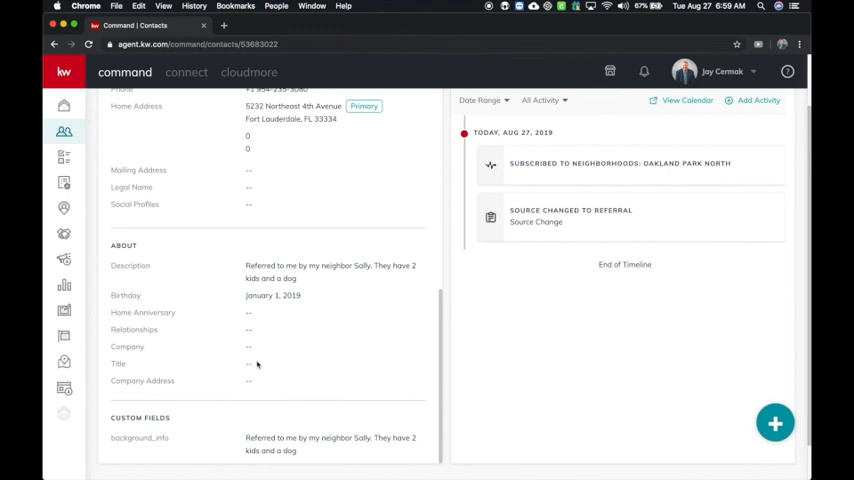 Chrome File Edit View History Bookmarks People Window Help
67% Tue Aug 27 6:59 AM
Command | Contacts
agent.kw.com/command/contacts/53683022
kw command connect cloudmore
Jay Cermak
Phone +1 954-235-3080
Home Address 5232 Northeast 4th Avenue Primary
Fort Lauderdale, FL 33334
0
0
Mailing Address --
Legal Name --
Social Profiles --
ABOUT
Description Referred to me by my neighbor Sally. They have 2
kids and a dog
Birthday January 1, 2019
Home Anniversary --
Relationships --
Company --
Title --
Company Address --
CUSTOM FIELDS
background_info Referred to me by my neighbor Sally. They have 2
kids and a dog
Date Range All Activity View Calendar Add Activity
TODAY, AUG 27, 2019
SUBSCRIBED TO NEIGHBORHOODS: OAKLAND PARK NORTH
SOURCE CHANGED TO REFERRAL
Source Change
End of Timeline